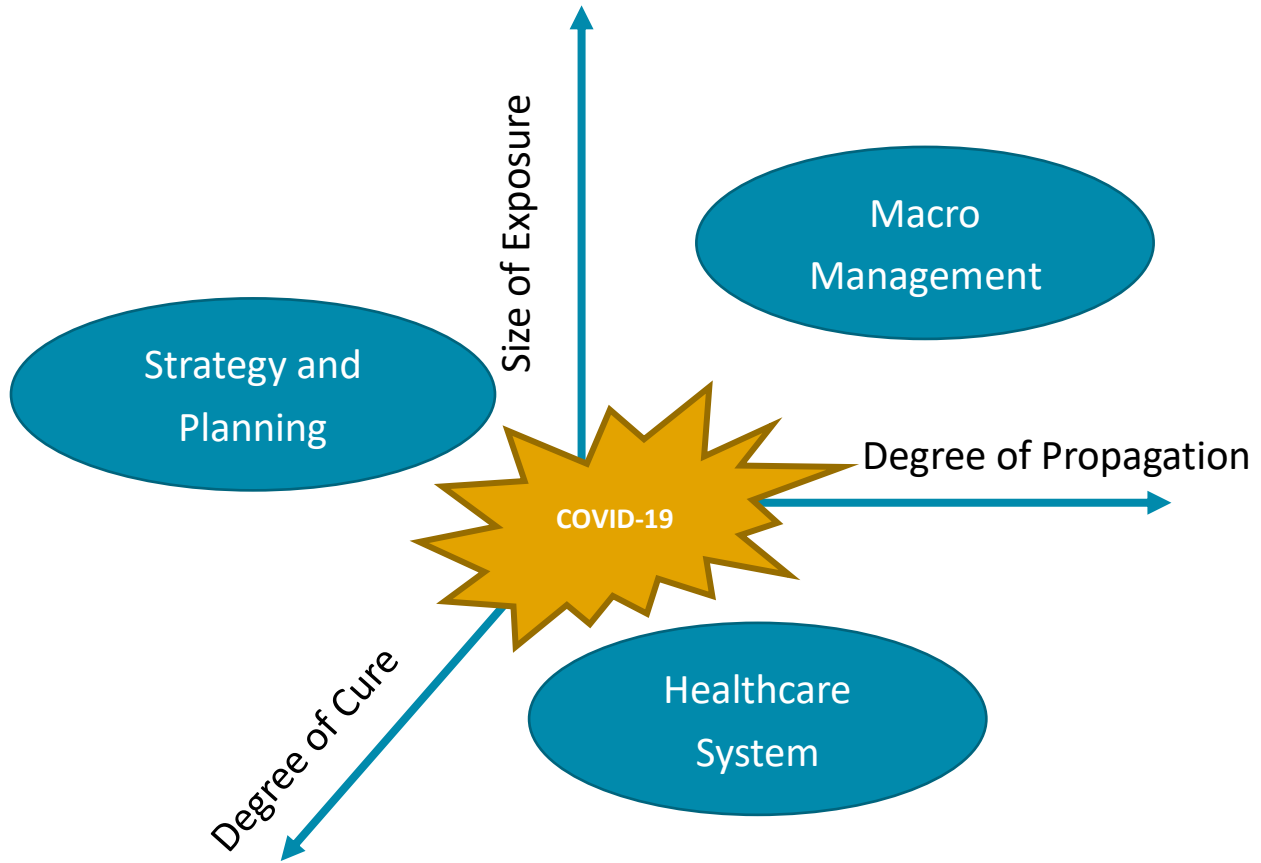 Size of Exposure
Macro
Management
Strategy and
Planning
Degree of Propagation
COVID-19
Degree of Cure
Healthcare
System